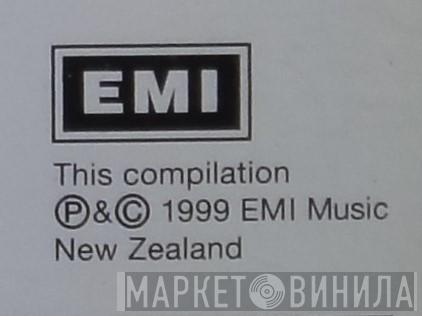 EMI
This compilation
℗&© 1999 EMI Music
New Zealand
МАРКЕТ ВИНИЛА